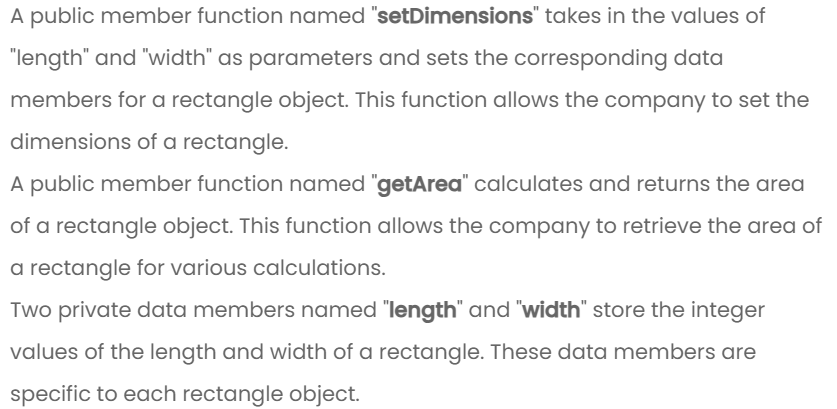 A public member function named "setDimensions" takes in the values of
"length" and "width" as parameters and sets the corresponding data
members for a rectangle object. This function allows the company to set the
dimensions of a rectangle.
A public member function named "getArea" calculates and returns the area
of a rectangle object. This function allows the company to retrieve the area of
a rectangle for various calculations.
Two private data members named "length" and "width" store the integer
values of the length and width of a rectangle. These data members are
specific to each rectangle object.